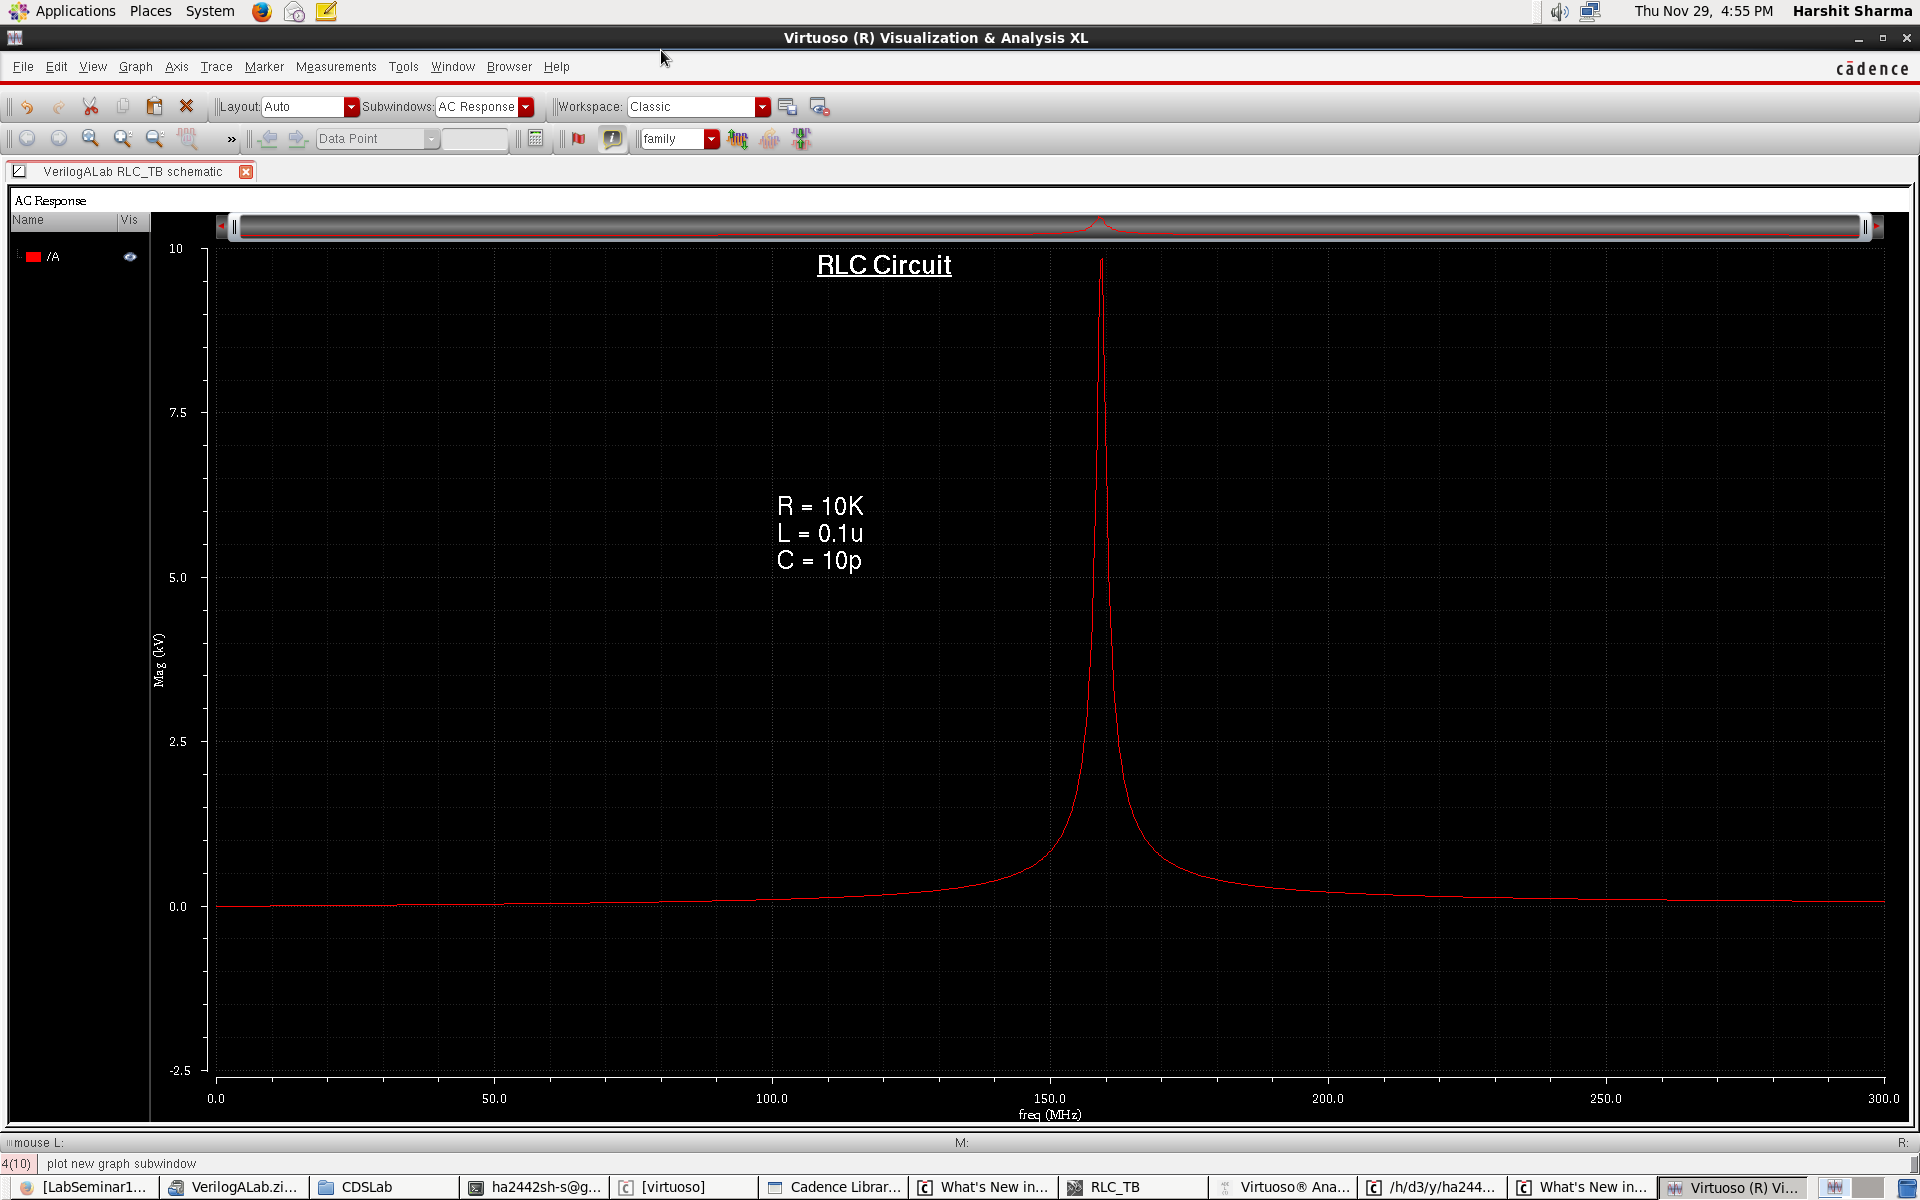 Applications Places System Thu Nov 29, 4:55 PM Harshit Sharma
Virtuoso (R) Visualization & Analysis XL
File Edit View Graph Axis Trace Marker Measurements Tools Window Browser Help cādence
Layout: Auto Subwindows: AC Response Workspace: Classic
» Data Point family
VerilogALab RLC_TB schematic
AC Response
Name Vis
/A
RLC Circuit
R = 10K
L = 0.1u
C = 10p
10
7.5
5.0
2.5
0.0
-2.5
Mag (kV)
0.0 50.0 100.0 150.0 200.0 250.0 300.0
freq (MHz)
mouse L: M: R:
4(10) plot new graph subwindow
[LabSeminar1... VerilogALab.zi... CDSLab ha2442sh-s@g... [virtuoso] Cadence Librar... What's New in... RLC_TB Virtuoso® Ana... /h/d3/y/ha244... What's New in... Virtuoso (R) Vi...